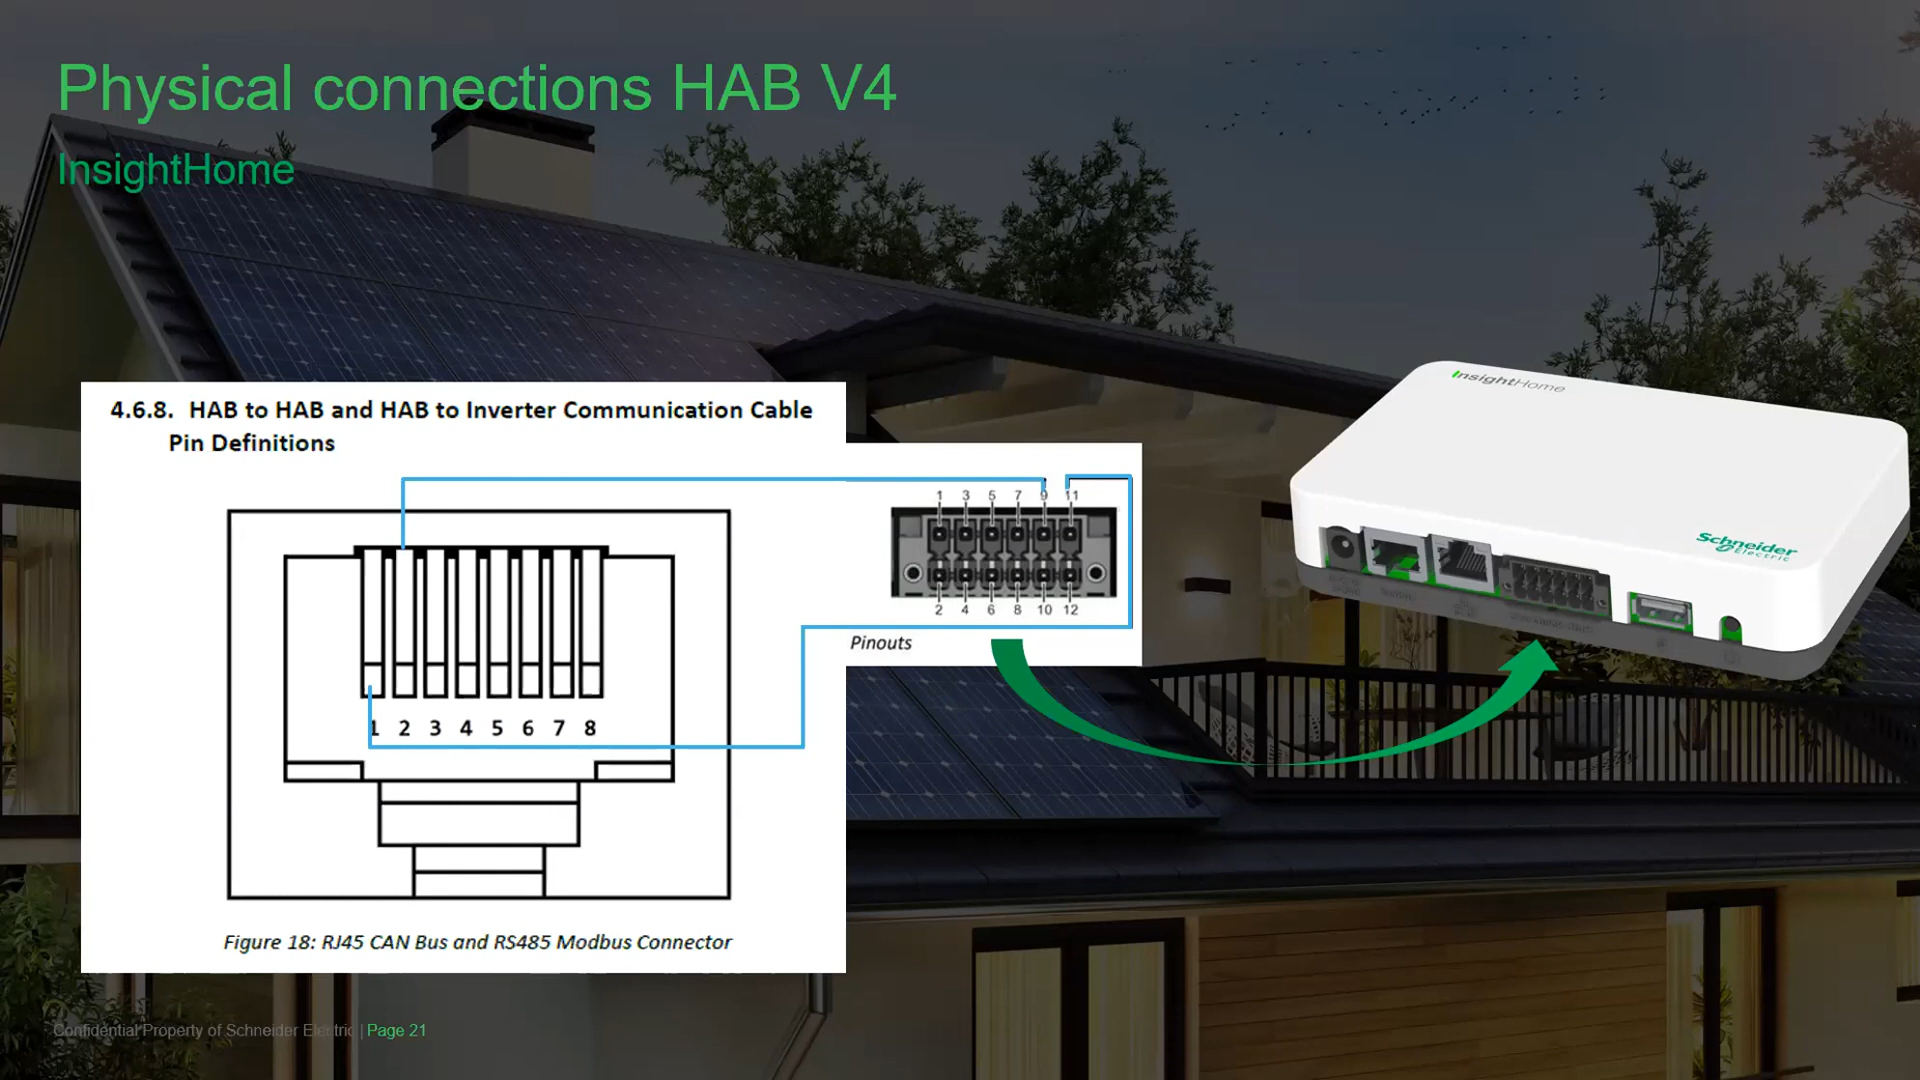 Physical connections HAB V4
InsightHome
4.6.8. HAB to HAB and HAB to Inverter Communication Cable
Pin Definitions
1 3 5 7 9 11
2 4 6 8 10 12
Pinouts
1 2 3 4 5 6 7 8
Figure 18: RJ45 CAN Bus and RS485 Modbus Connector
InsightHome
Schneider
Electric
Confidential Property of Schneider Electric | Page 21